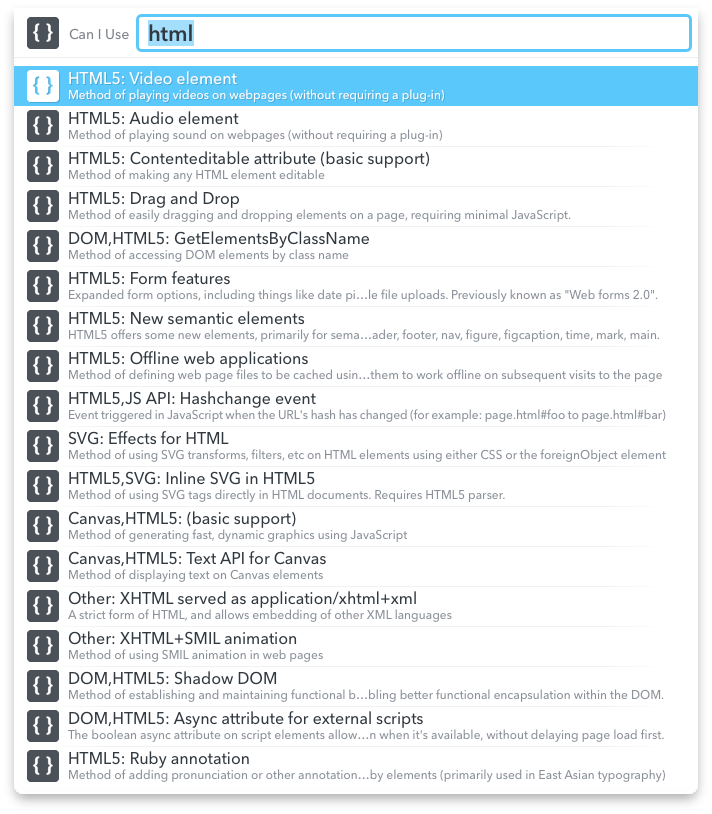 { } Can I Use html
{ } HTML5: Video element
Method of playing videos on webpages (without requiring a plug-in)
{ } HTML5: Audio element
Method of playing sound on webpages (without requiring a plug-in)
{ } HTML5: Contenteditable attribute (basic support)
Method of making any HTML element editable
{ } HTML5: Drag and Drop
Method of easily dragging and dropping elements on a page, requiring minimal JavaScript.
{ } DOM,HTML5: GetElementsByClassName
Method of accessing DOM elements by class name
{ } HTML5: Form features
Expanded form options, including things like date pi...le file uploads. Previously known as "Web forms 2.0".
{ } HTML5: New semantic elements
HTML5 offers some new elements, primarily for sema...ader, footer, nav, figure, figcaption, time, mark, main.
{ } HTML5: Offline web applications
Method of defining web page files to be cached usin...them to work offline on subsequent visits to the page
{ } HTML5,JS API: Hashchange event
Event triggered in JavaScript when the URL's hash has changed (for example: page.html#foo to page.html#bar)
{ } SVG: Effects for HTML
Method of using SVG transforms, filters, etc on HTML elements using either CSS or the foreignObject element
{ } HTML5,SVG: Inline SVG in HTML5
Method of using SVG tags directly in HTML documents. Requires HTML5 parser.
{ } Canvas,HTML5: (basic support)
Method of generating fast, dynamic graphics using JavaScript
{ } Canvas,HTML5: Text API for Canvas
Method of displaying text on Canvas elements
{ } Other: XHTML served as application/xhtml+xml
A strict form of HTML, and allows embedding of other XML languages
{ } Other: XHTML+SMIL animation
Method of using SMIL animation in web pages
{ } DOM,HTML5: Shadow DOM
Method of establishing and maintaining functional b...bling better functional encapsulation within the DOM.
{ } DOM,HTML5: Async attribute for external scripts
The boolean async attribute on script elements allow...n when it's available, without delaying page load first.
{ } HTML5: Ruby annotation
Method of adding pronunciation or other annotation...by elements (primarily used in East Asian typography)